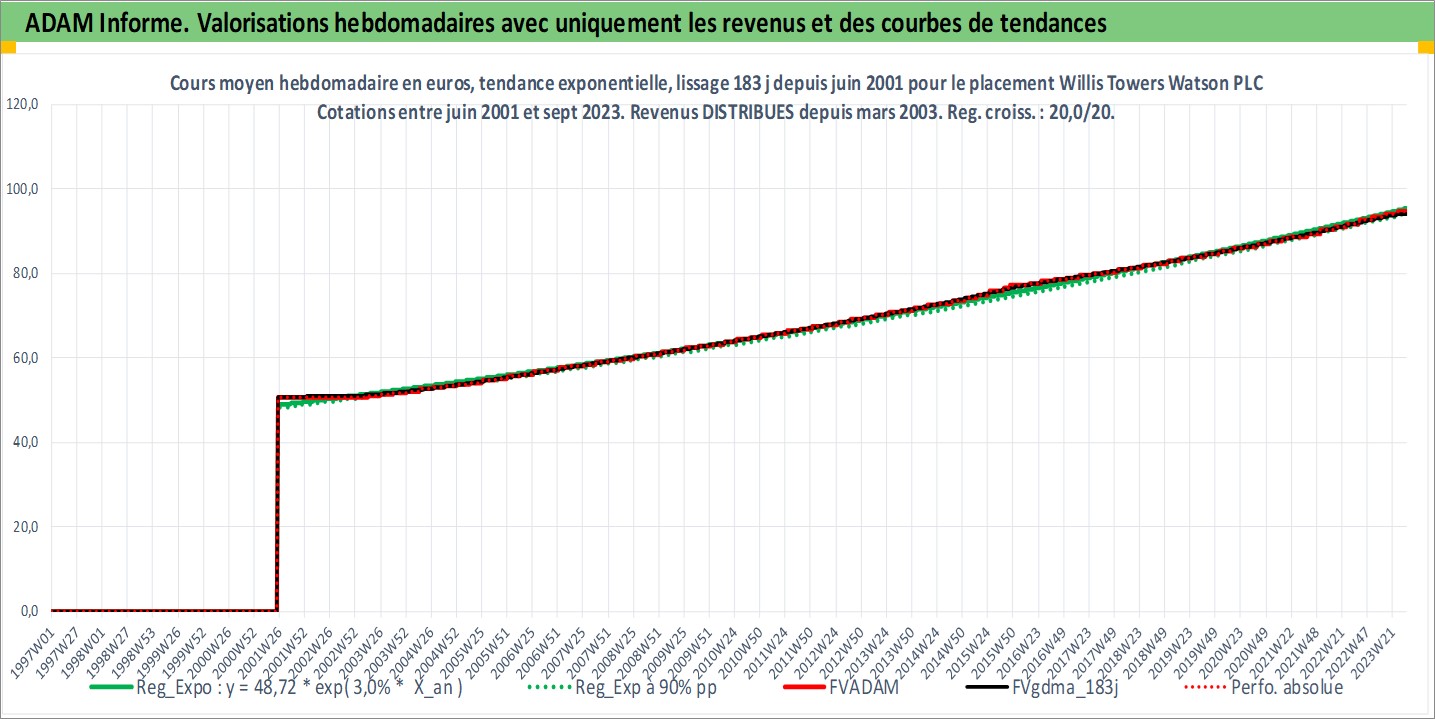 ADAM Informe. Valorisations hebdomadaires avec uniquement les revenus et des courbes de tendances
Cours moyen hebdomadaire en euros, tendance exponentielle, lissage 183 j depuis juin 2001 pour le placement Willis Towers Watson PLC
Cotations entre juin 2001 et sept 2023. Revenus DISTRIBUES depuis mars 2003. Reg. croiss. : 20,0/20.
120,0
100,0
80,0
60,0
40,0
20,0
0,0
1997W01
1997W27
1998W01
1998W27
1998W53
1999W26
1999W52
2000W26
2000W52
2001W26
2001W52
2002W26
2002W52
2003W26
2003W52
2004W26
2004W52
2005W25
2005W51
2006W25
2006W51
2007W25
2007W51
2008W25
2008W51
2009W25
2009W51
2010W24
2010W50
2011W24
2011W50
2012W24
2012W50
2013W24
2013W50
2014W24
2014W50
2015W24
2015W50
2016W23
2016W49
2017W23
2017W49
2018W23
2018W49
2019W23
2019W49
2020W23
2020W49
2021W22
2021W48
2022W21
2022W47
2023W21
Reg_Expo : y = 48,72 * exp( 3,0% * X_an )
Reg_Exp à 90% pp
FVADAM
FVgdma_183j
Perfo. absolue